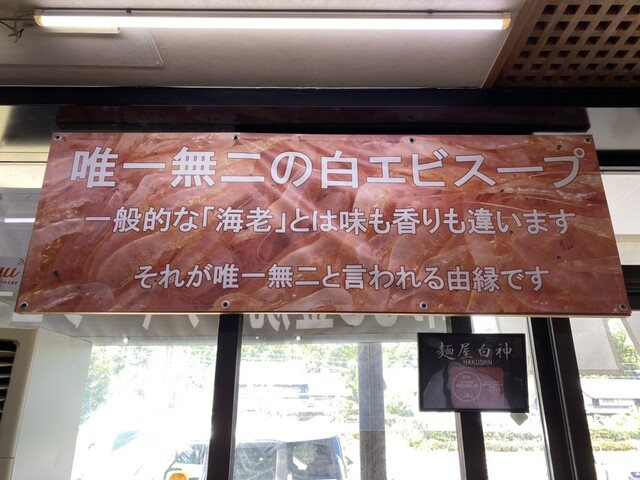 唯一無二の白エビスープ
一般的な「海老」とは味も香りも違います
それが唯一無二と言われる由縁です
麺屋白神
HAKUSHIN